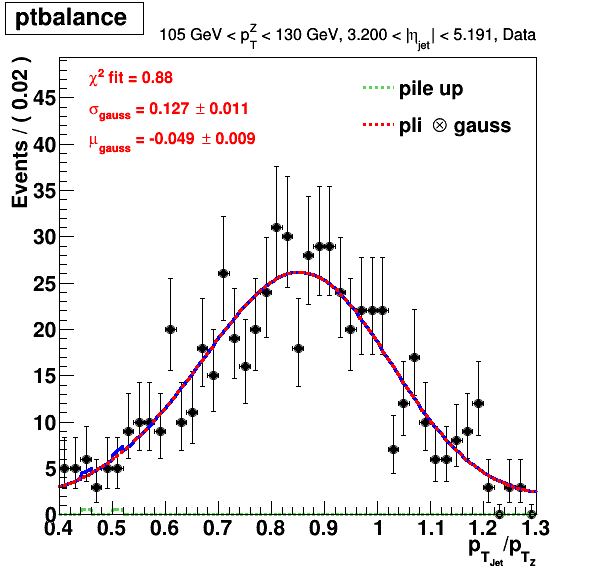 ptbalance
105 GeV < p_T^Z < 130 GeV, 3.200 < |η_jet| < 5.191, Data
χ² fit = 0.88
σ_gauss = 0.127 ± 0.011
μ_gauss = -0.049 ± 0.009
pile up
pli ⊗ gauss
Events / ( 0.02 )
45
40
35
30
25
20
15
10
5
0
0.4 0.5 0.6 0.7 0.8 0.9 1 1.1 1.2 1.3
p_T_Jet/p_T_Z